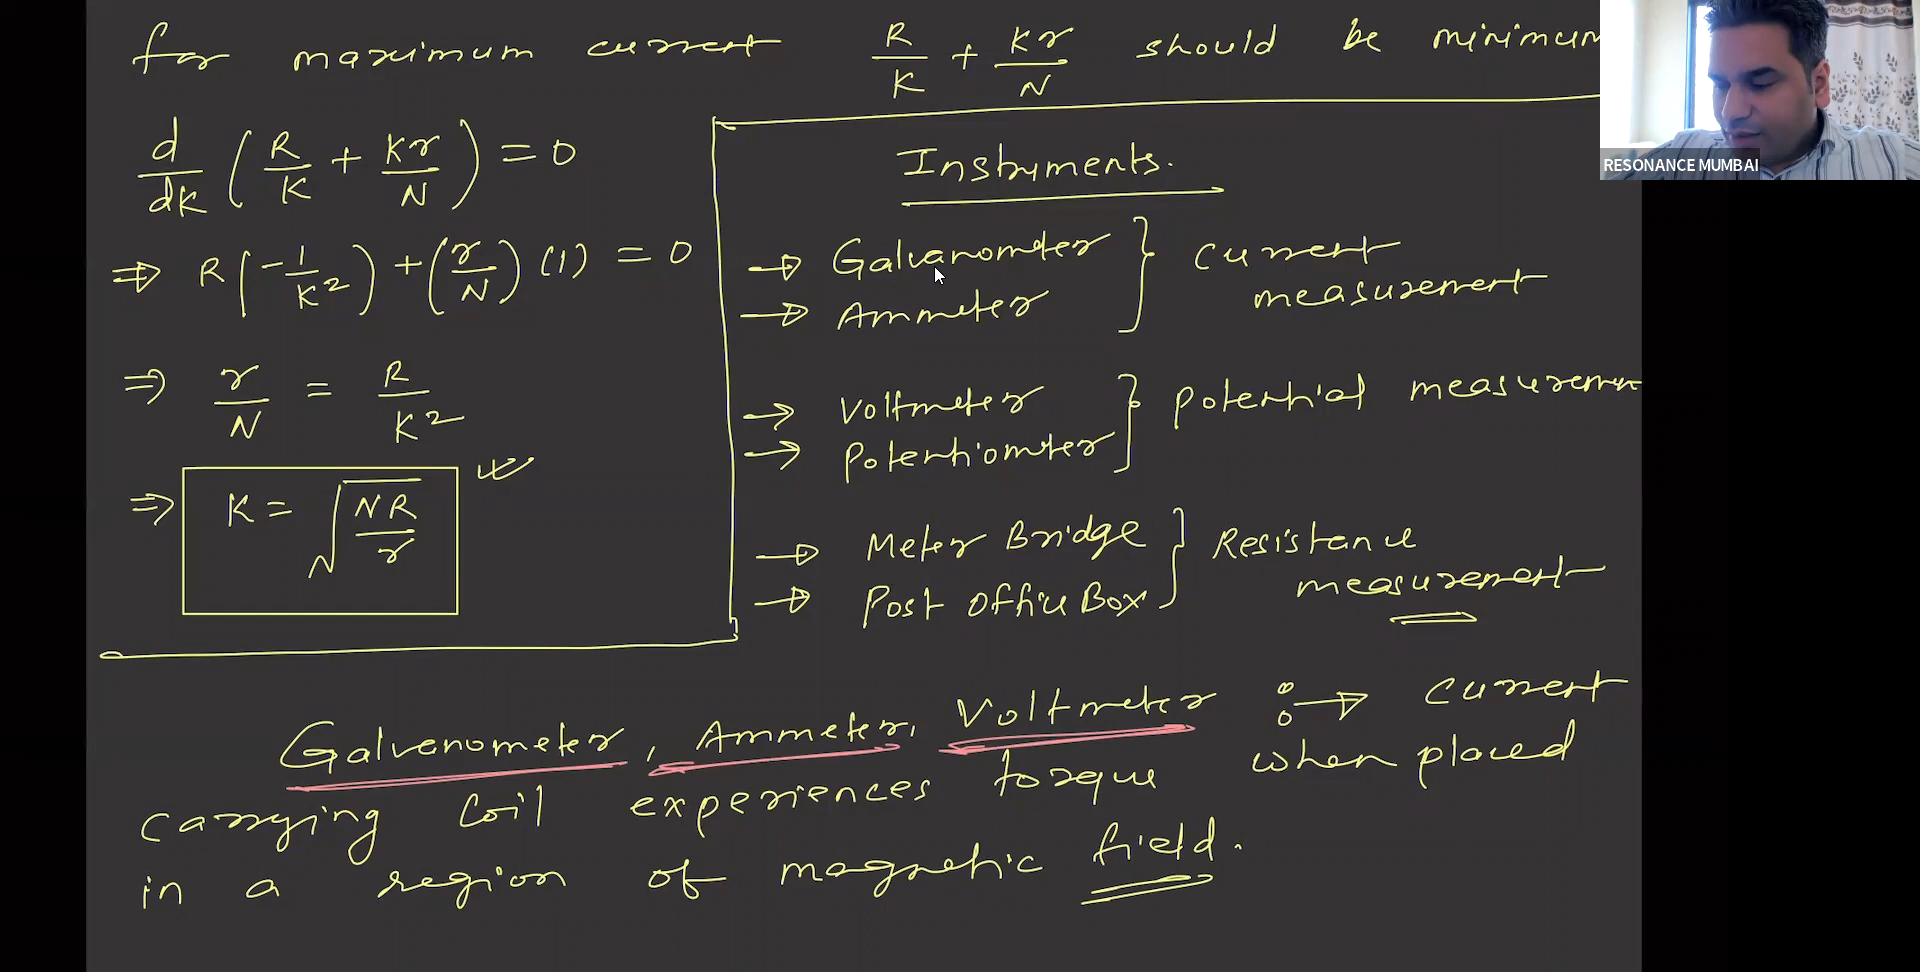 for maximum current R/K + Kr/N should be minimum
d/dK (R/K + Kr/N) = 0
⇒ R(-1/K²) + (r/N)(1) = 0
⇒ r/N = R/K²
⇒ K = √(NR/r)
Instruments.
→ Galvanometer } Current
→ Ammeter measurement
→ Voltmeter } Potential measurement
→ Potentiometer
→ Meter Bridge } Resistance
→ Post Office Box measurement
Galvenometer, Ammeter, Voltmeter :→ current
carrying Coil experiences torque when placed
in a region of magnetic field.
RESONANCE MUMBAI